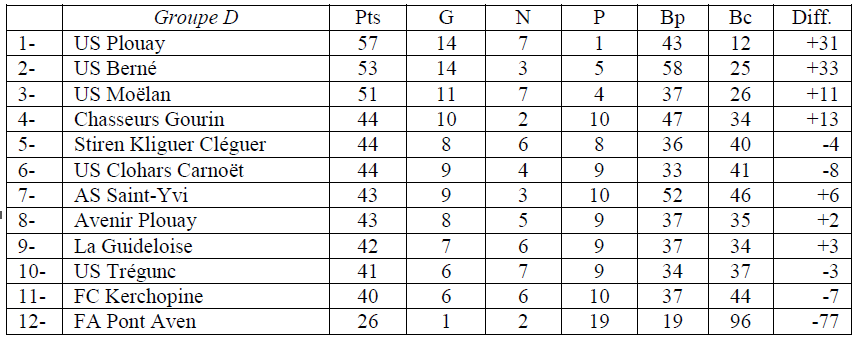 Groupe D Pts G N P Bp Bc Diff.
1- US Plouay 57 14 7 1 43 12 +31
2- US Berné 53 14 3 5 58 25 +33
3- US Moëlan 51 11 7 4 37 26 +11
4- Chasseurs Gourin 44 10 2 10 47 34 +13
5- Stiren Kliguer Cléguer 44 8 6 8 36 40 -4
6- US Clohars Carnoët 44 9 4 9 33 41 -8
7- AS Saint-Yvi 43 9 3 10 52 46 +6
8- Avenir Plouay 43 8 5 9 37 35 +2
9- La Guideloise 42 7 6 9 37 34 +3
10- US Trégunc 41 6 7 9 34 37 -3
11- FC Kerchopine 40 6 6 10 37 44 -7
12- FA Pont Aven 26 1 2 19 19 96 -77